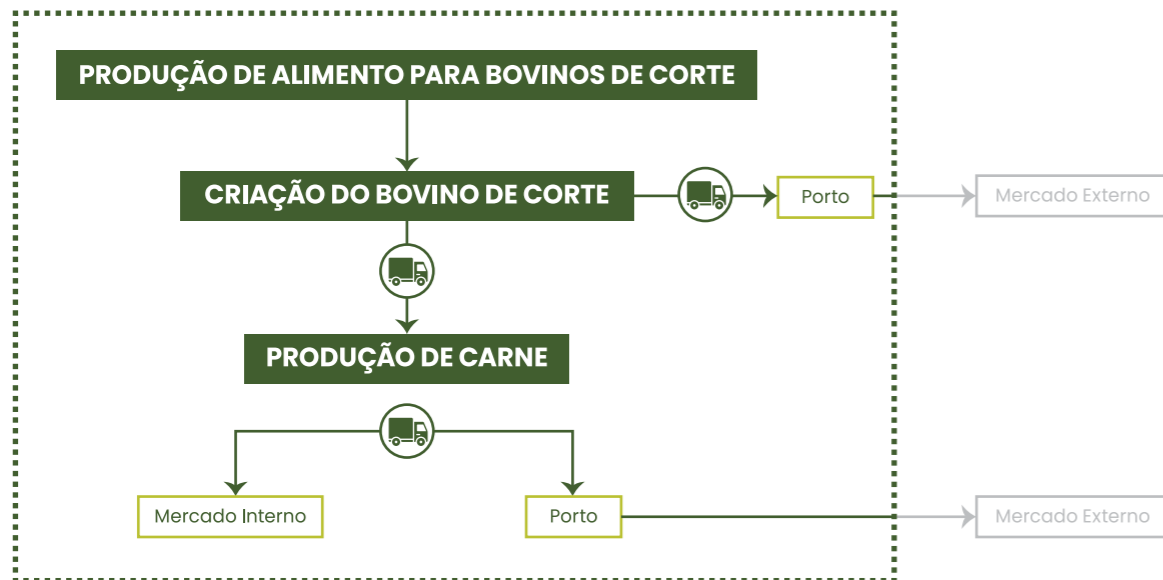 PRODUÇÃO DE ALIMENTO PARA BOVINOS DE CORTE
CRIAÇÃO DO BOVINO DE CORTE
Porto
Mercado Externo
PRODUÇÃO DE CARNE
Mercado Interno
Porto
Mercado Externo